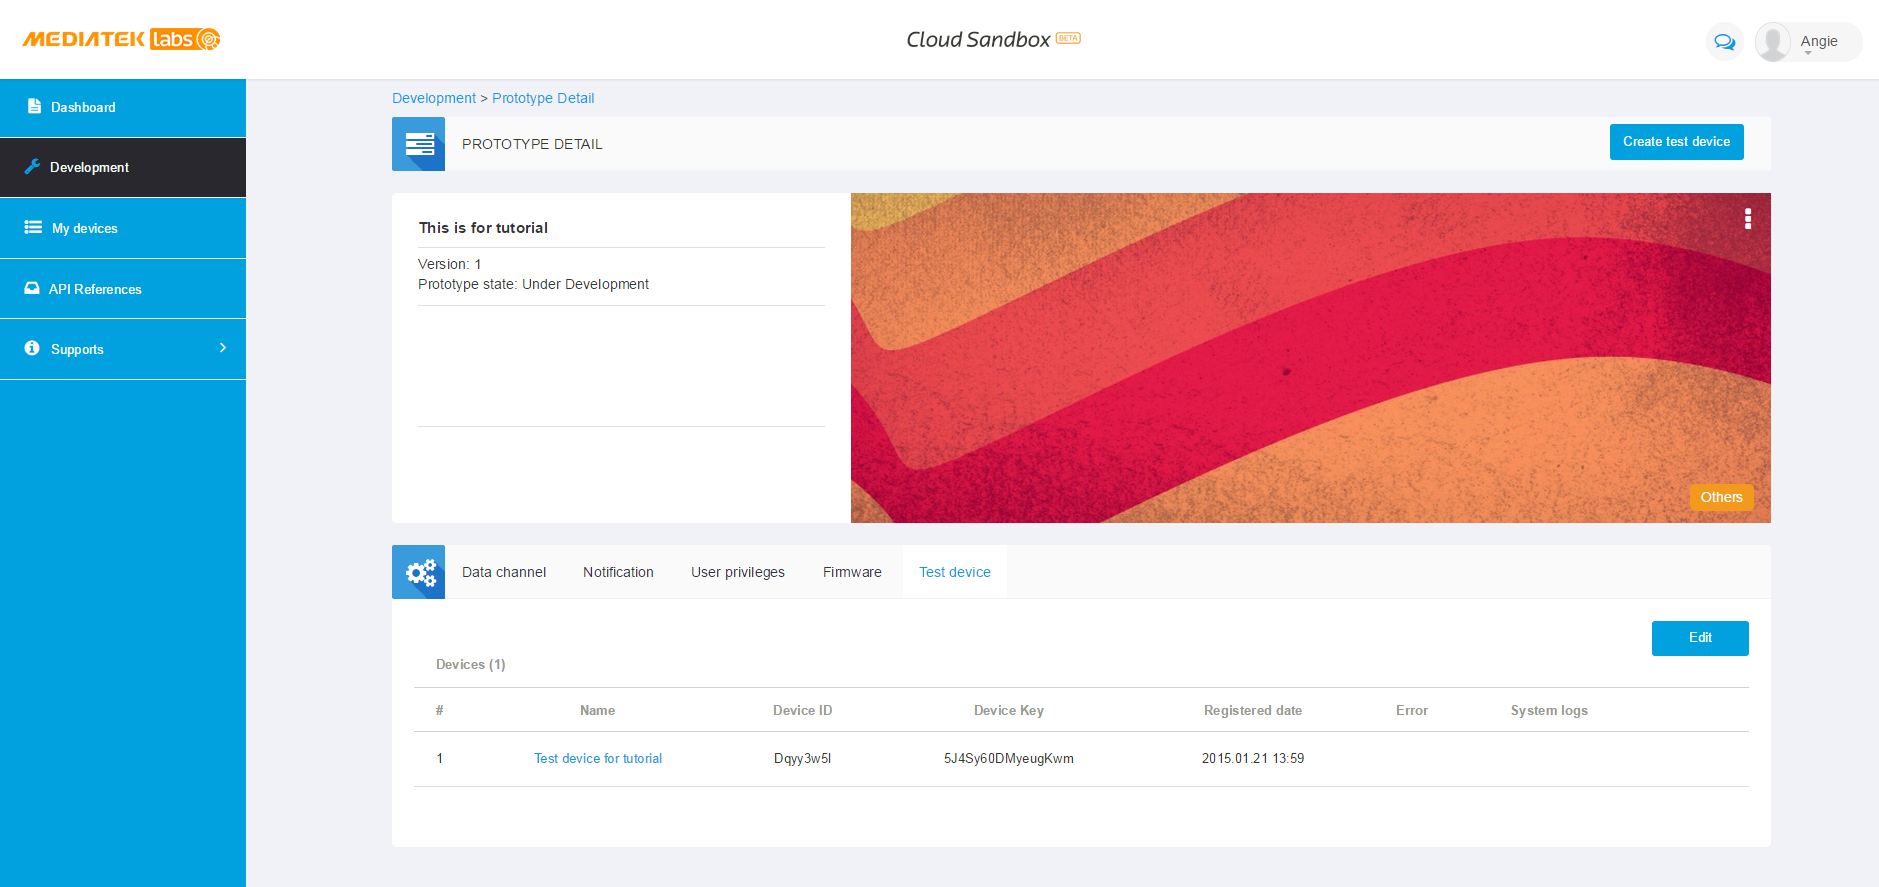 MEDIATEK labs
Cloud Sandbox BETA
Angie
Dashboard
Development
My devices
API References
Supports
Development > Prototype Detail
PROTOTYPE DETAIL
Create test device
This is for tutorial
Version: 1
Prototype state: Under Development
Others
Data channel Notification User privileges Firmware Test device
Edit
Devices (1)
# Name Device ID Device Key Registered date Error System logs
1 Test device for tutorial Dqyy3w5I 5J4Sy60DMyeugKwm 2015.01.21 13:59